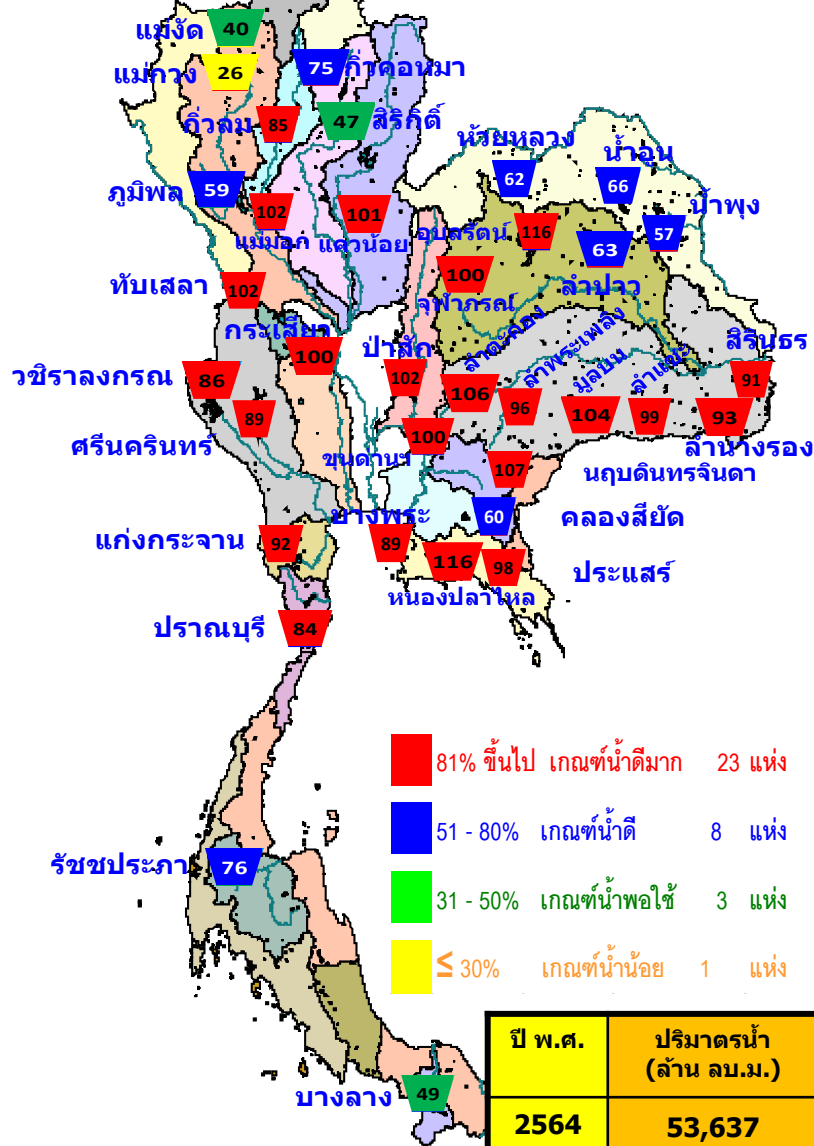 แม่งัด
40
แม่กวง
26
75
กิ่วคอหมา
กิ่วลม
85
47
สิริกิติ์
ห้วยหลวง
62
น้ำอูน
66
ภูมิพล
59
102
แม่มอก
101
แควน้อย
อุบลรัตน์
116
63
ลำปาว
57
น้ำพุง
ทับเสลา
102
100
จุฬาภรณ์
กระเสียว
100
ป่าสัก
102
ลำตะคอง
106
ลำพระเพลิง
96
มูลบน
104
ลำแชะ
99
สิรินธร
91
วชิราลงกรณ
86
93
ลำนางรอง
ศรีนครินทร์
89
100
ขุนด่านฯ
107
นฤบดินทรจินดา
บางพระ
89
60
คลองสียัด
แก่งกระจาน
92
116
หนองปลาไหล
98
ประแสร์
ปราณบุรี
84
81% ขึ้นไป เกณฑ์น้ำดีมาก 23 แห่ง
51 - 80% เกณฑ์น้ำดี 8 แห่ง
รัชชประภา
76
31 - 50% เกณฑ์น้ำพอใช้ 3 แห่ง
≤ 30% เกณฑ์น้ำน้อย 1 แห่ง
ปี พ.ศ. ปริมาตรน้ำ
(ล้าน ลบ.ม.)
2564 53,637
บางลาง
49